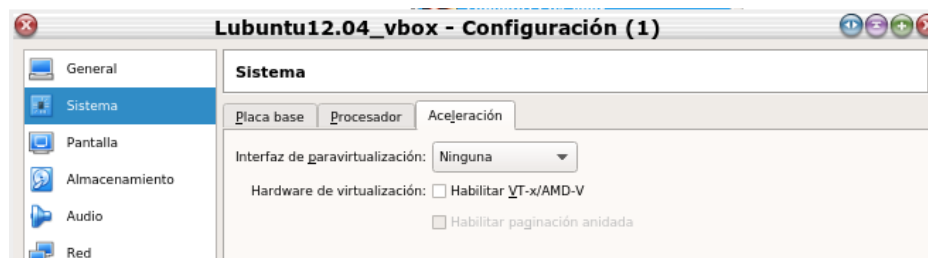 Lubuntu12.04_vbox - Configuración (1)
General
Sistema
Pantalla
Almacenamiento
Audio
Red
Sistema
Placa base Procesador Aceleración
Interfaz de paravirtualización: Ninguna
Hardware de virtualización: Habilitar VT-x/AMD-V
Habilitar paginación anidada